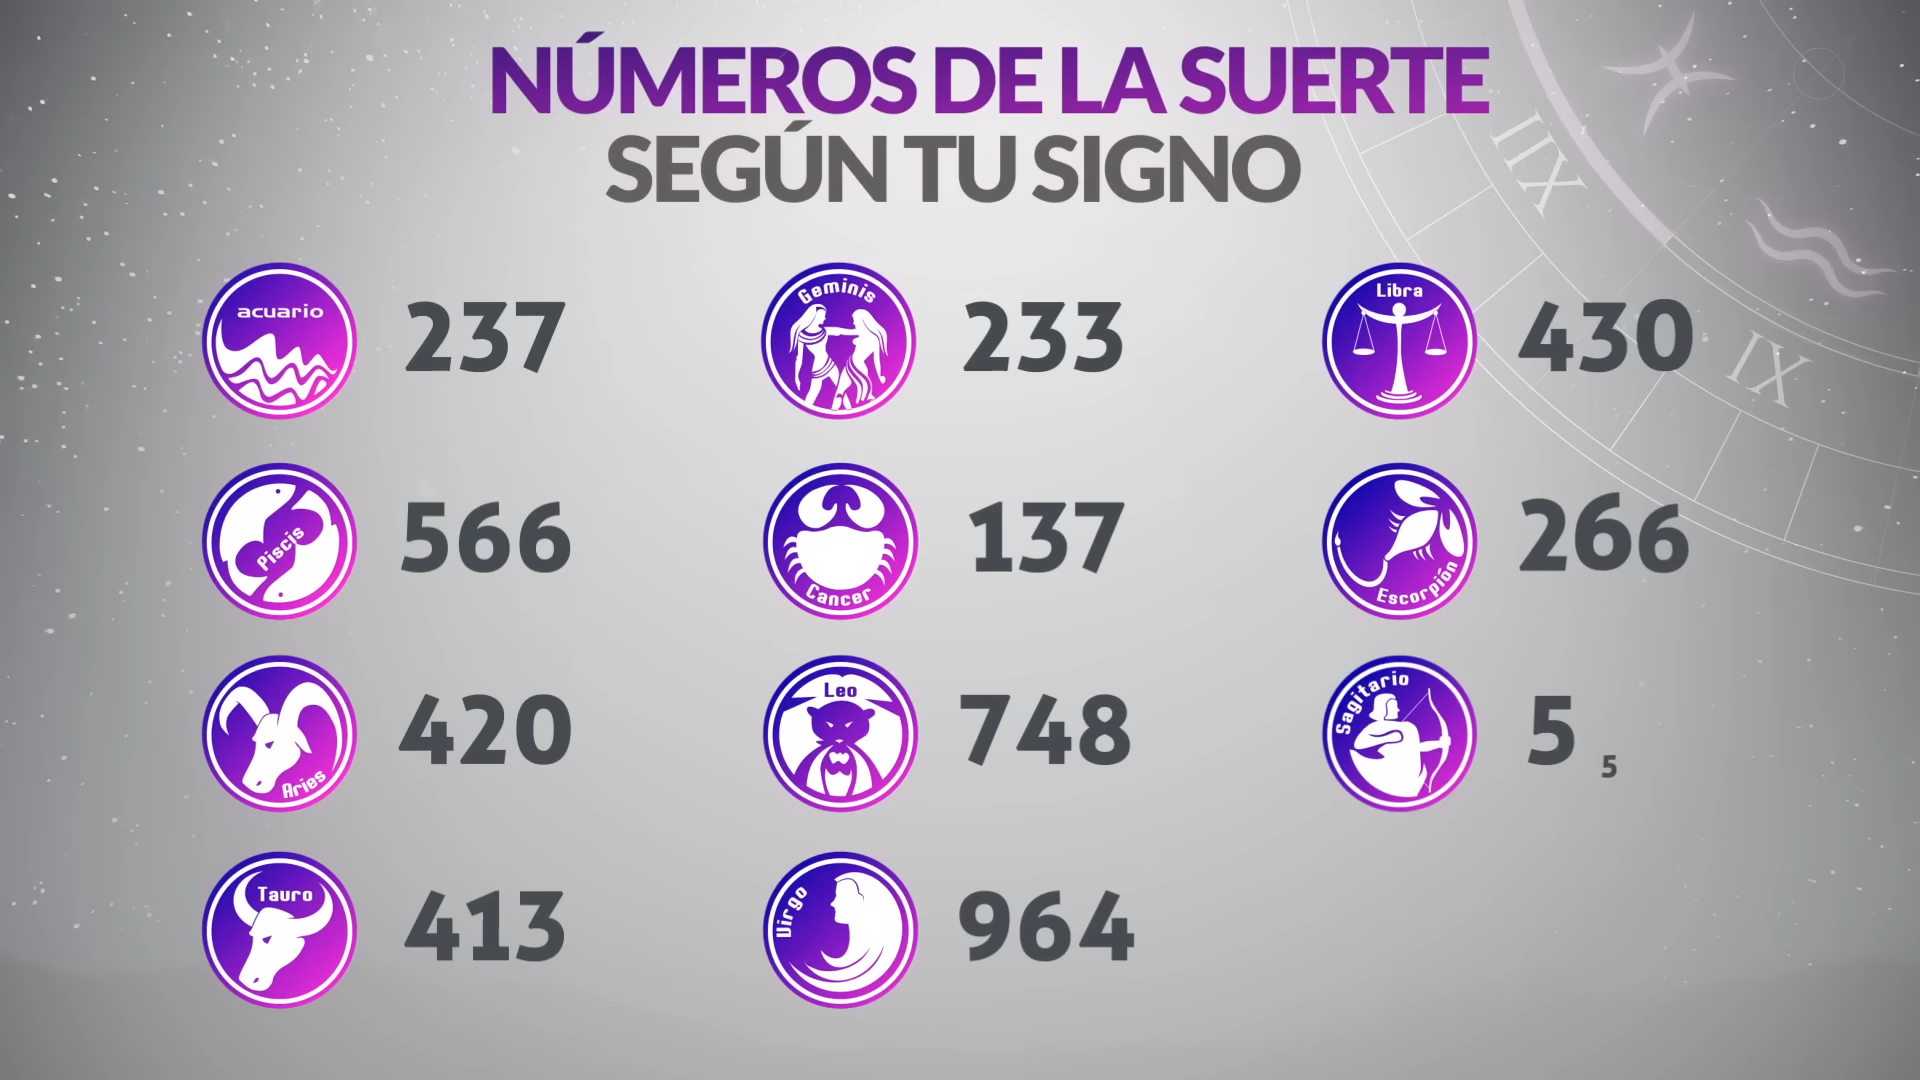 NÚMEROS DE LA SUERTE
SEGÚN TU SIGNO
acuario 237
Geminis 233
Libra 430
Piscis 566
Cancer 137
Escorpión 266
Aries 420
Leo 748
Sagitario 5 5
Tauro 413
Virgo 964
IIX
IX